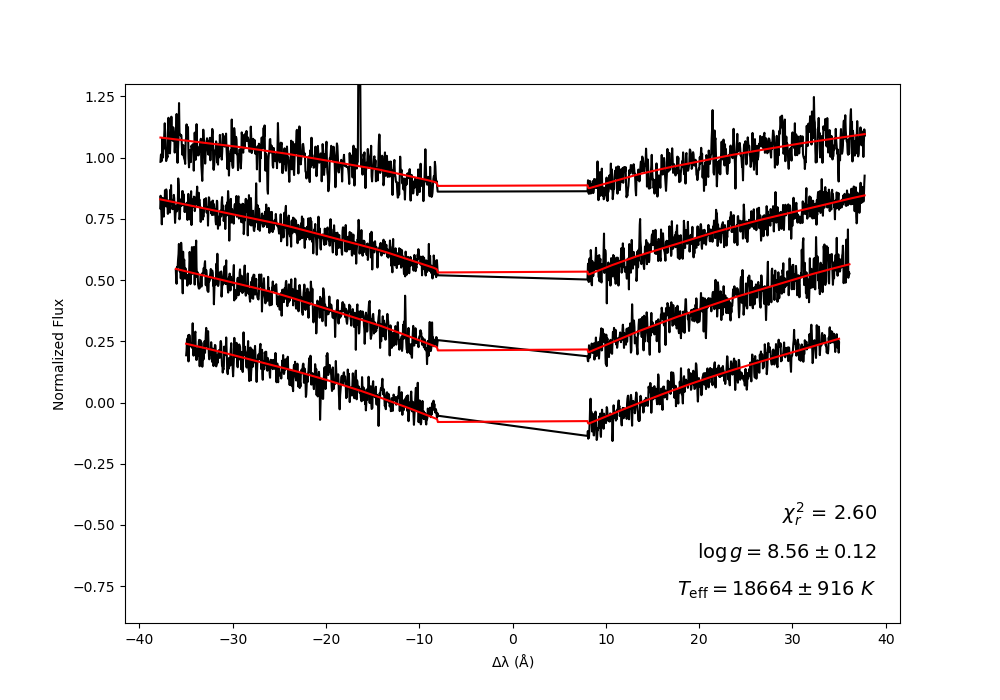 1.25
1.00
0.75
0.50
0.25
0.00
−0.25
−0.50
−0.75
Normalized Flux
χ²ᵣ = 2.60
log g = 8.56 ± 0.12
T_eff = 18664 ± 916 K
−40 −30 −20 −10 0 10 20 30 40
Δλ (Å)